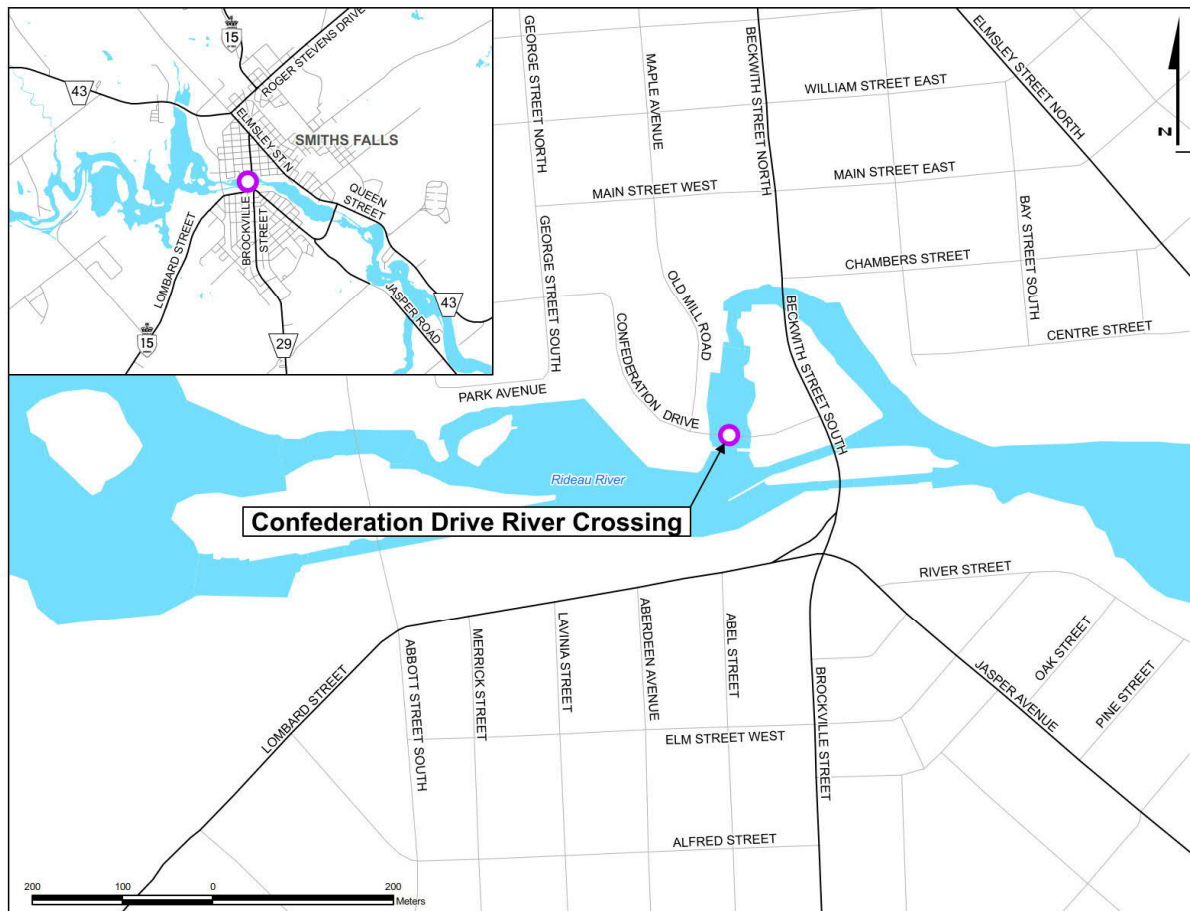 15
ROGER STEVENS DRIVE
43
ELMSLEY ST.N
SMITHS FALLS
QUEEN
STREET
LOMBARD STREET
BROCKVILLE
STREET
JASPER ROAD
43
15
29
GEORGE STREET NORTH
MAPLE AVENUE
BECKWITH STREET NORTH
WILLIAM STREET EAST
ELMSLEY STREET NORTH
N
MAIN STREET WEST
MAIN STREET EAST
BAY STREET SOUTH
GEORGE STREET SOUTH
OLD MILL ROAD
CHAMBERS STREET
CONFEDERATION DRIVE
BECKWITH STREET SOUTH
CENTRE STREET
PARK AVENUE
Rideau River
Confederation Drive River Crossing
RIVER STREET
LOMBARD STREET
ABBOTT STREET SOUTH
MERRICK STREET
LAVINIA STREET
ABERDEEN AVENUE
ABEL STREET
BROCKVILLE STREET
JASPER AVENUE
OAK STREET
PINE STREET
ELM STREET WEST
ALFRED STREET
200 100 0 200
Meters